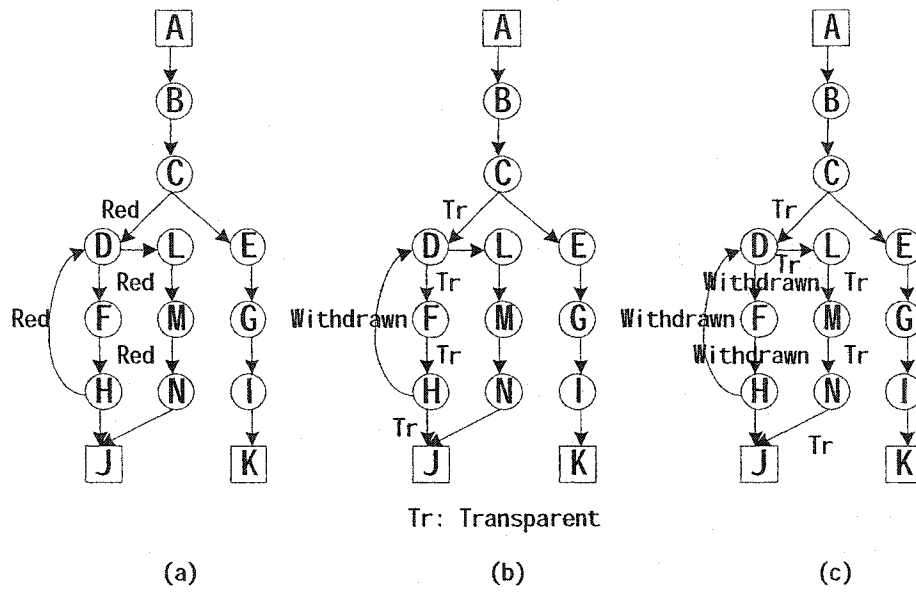 A A A
B B B
C C C
Red Tr Tr
D L E D L E D L E
Tr
Red Tr Withdrawn Tr
Red F M G Withdrawn F M G Withdrawn F M G
Red Tr Withdrawn Tr
H N I H N I H N I
Tr Tr
J K J K J K
Tr: Transparent
(a) (b) (c)